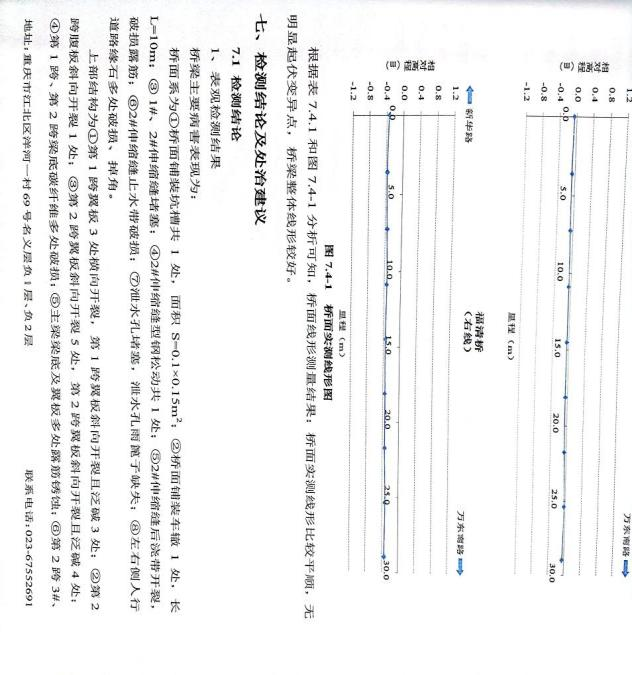 1.2
万东南路
0.8
0.4
0.0
-0.4
-0.8
-1.2
相对高程（m）
0.0 5.0 10.0 15.0 20.0 25.0 30.0
里程（m）
福清桥
（右线）
新华路
万东南路
1.2
0.8
0.4
0.0
-0.4
-0.8
-1.2
相对高程（m）
0.0 5.0 10.0 15.0 20.0 25.0 30.0
里程（m）
图 7.4-1 桥面实测线形图
根据表 7.4.1 和图 7.4-1 分析可知，桥面线形测量结果：桥面实测线形比较平顺，无
明显起伏变异点，桥梁整体线形较好。
七、检测结论及处治建议
7.1 检测结论
1、表观检测结果
桥梁主要病害表现为：
桥面系为①桥面铺装坑槽共 1 处，面积 S=0.1×0.15m²；②桥面铺装车辙 1 处，长
L=10m；③ 1#、2#伸缩缝堵塞；④2#伸缩缝型钢松动共 1 处；⑤2#伸缩缝后浇带开裂，
破损露筋；⑥2#伸缩缝止水带破损；⑦泄水孔堵塞，泄水孔雨篦子缺失；⑧左右侧人行
道路缘石多处破损、掉角。
上部结构为①第 1 跨翼板 3 处横向开裂，第 1 跨翼板斜向开裂且泛碱 3 处；②第 2
跨腹板斜向开裂 1 处；③第 2 跨翼板斜向开裂 5 处，第 2 跨翼板斜向开裂且泛碱 4 处；
④第 1 跨、第 2 跨梁底碳纤维多处破损；⑤主梁梁底及翼板多处露筋锈蚀；⑥第 2 跨 3#、
地址：重庆市江北区洋河一村 69 号名义层负 1 层、负 2 层 联系电话：023-67552691